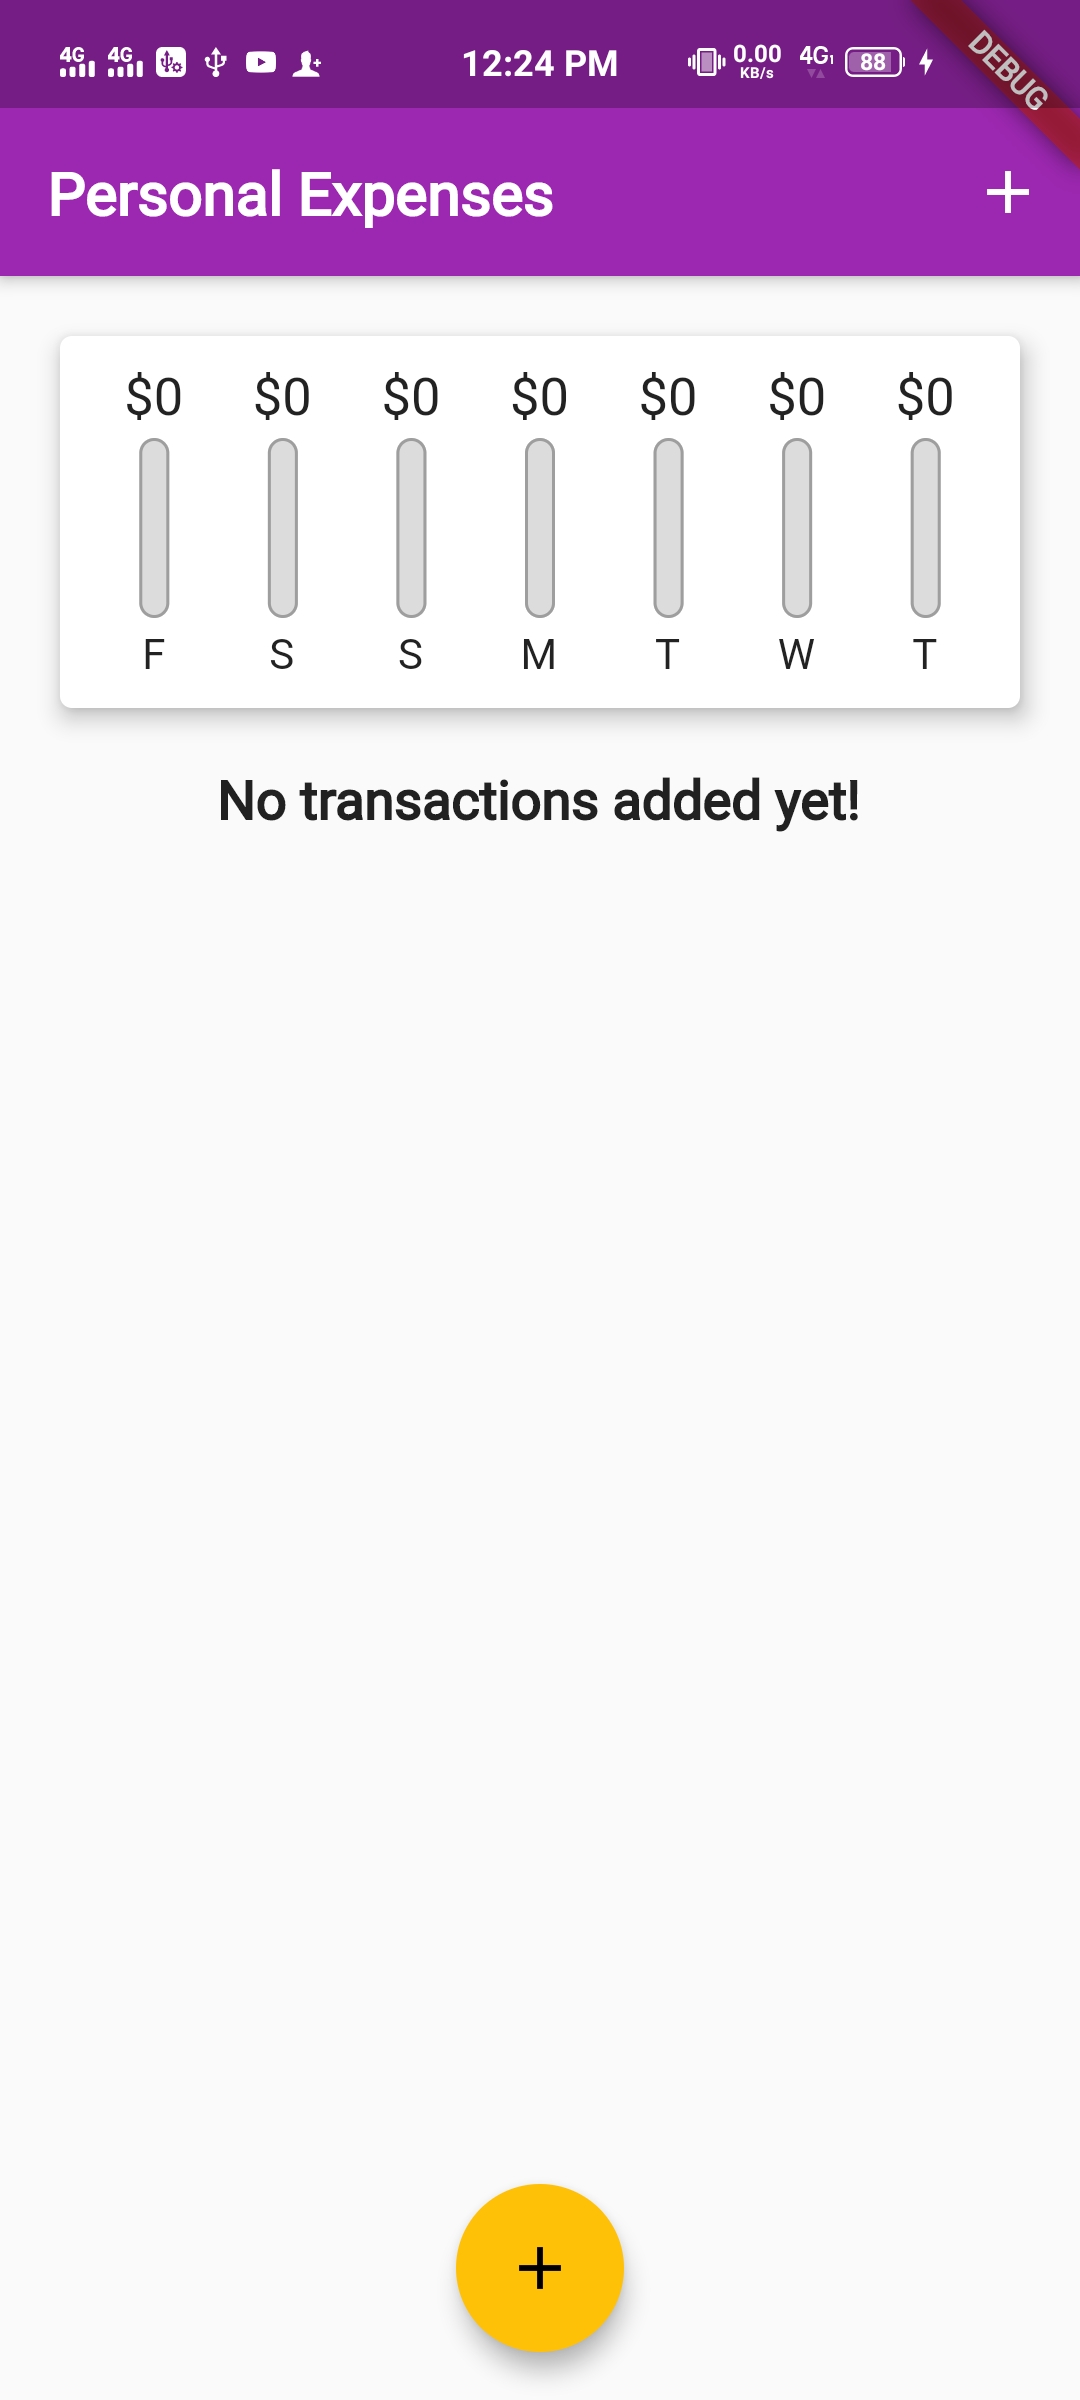 4G 4G 12:24 PM 0.00 KB/s 4G1 88
DEBUG
Personal Expenses
$0 $0 $0 $0 $0 $0 $0
F S S M T W T
No transactions added yet!